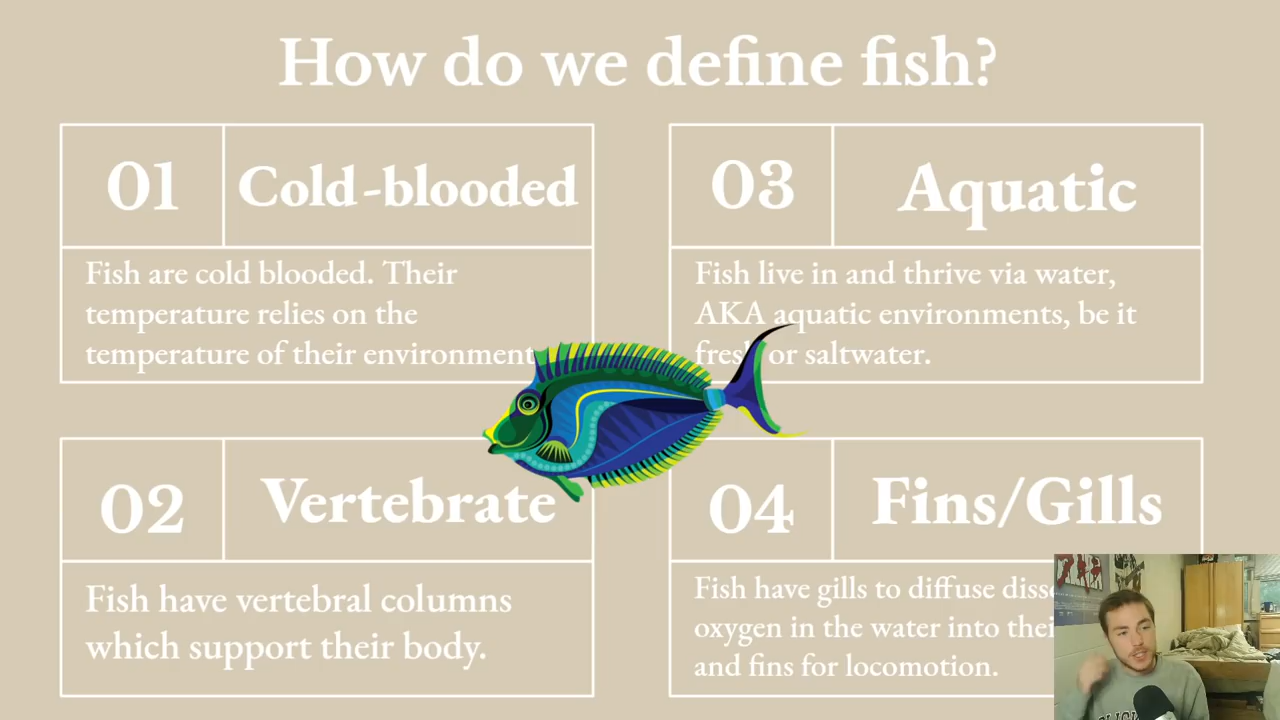 How do we define fish?
01
Cold-blooded
Fish are cold blooded. Their
temperature relies on the
temperature of their environment
02
Vertebrate
Fish have vertebral columns
which support their body.
03
Aquatic
Fish live in and thrive via water,
AKA aquatic environments, be it
fresh or saltwater.
04
Fins/Gills
Fish have gills to diffuse
oxygen in the water into
and fins for locomotion.